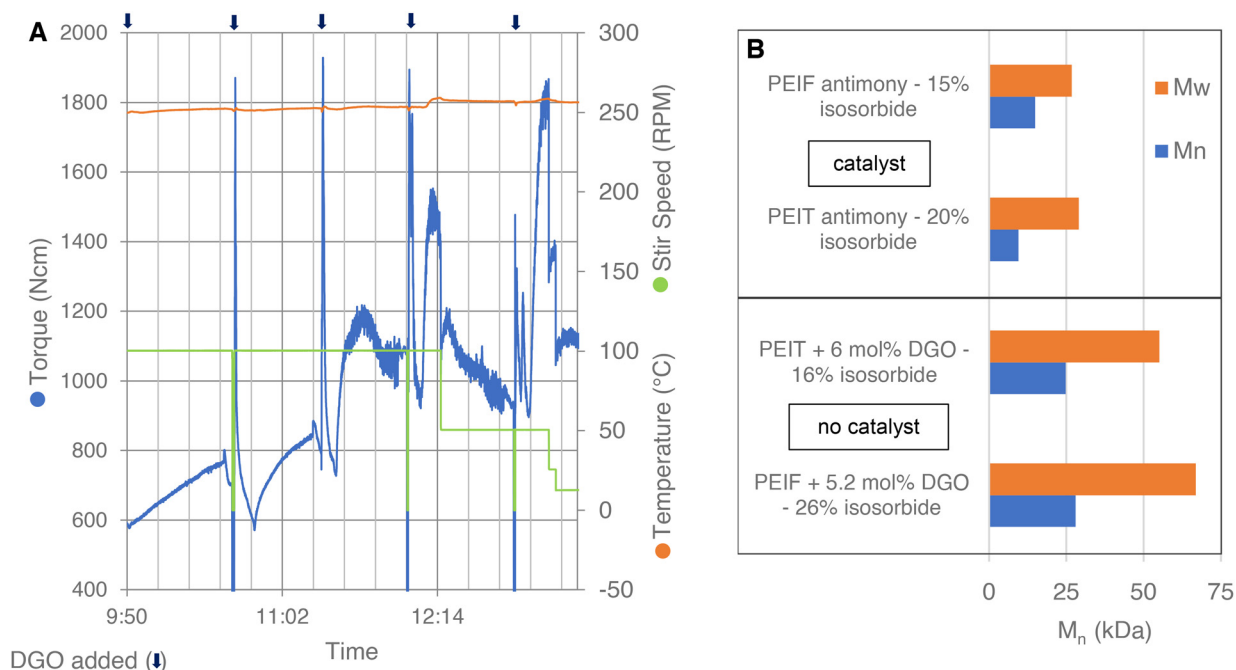 A
2000
1800
1600
1400
1200
1000
800
600
400
Torque (Ncm)
300
250
200
150
100
50
0
-50
Stir Speed (RPM)
Temperature (°C)
9:50
11:02
12:14
Time
DGO added (⬇)
B
PEIF antimony - 15%
isosorbide
catalyst
PEIT antimony - 20%
isosorbide
PEIT + 6 mol% DGO -
16% isosorbide
no catalyst
PEIF + 5.2 mol% DGO
- 26% isosorbide
Mw
Mn
0
25
50
75
Mn (kDa)